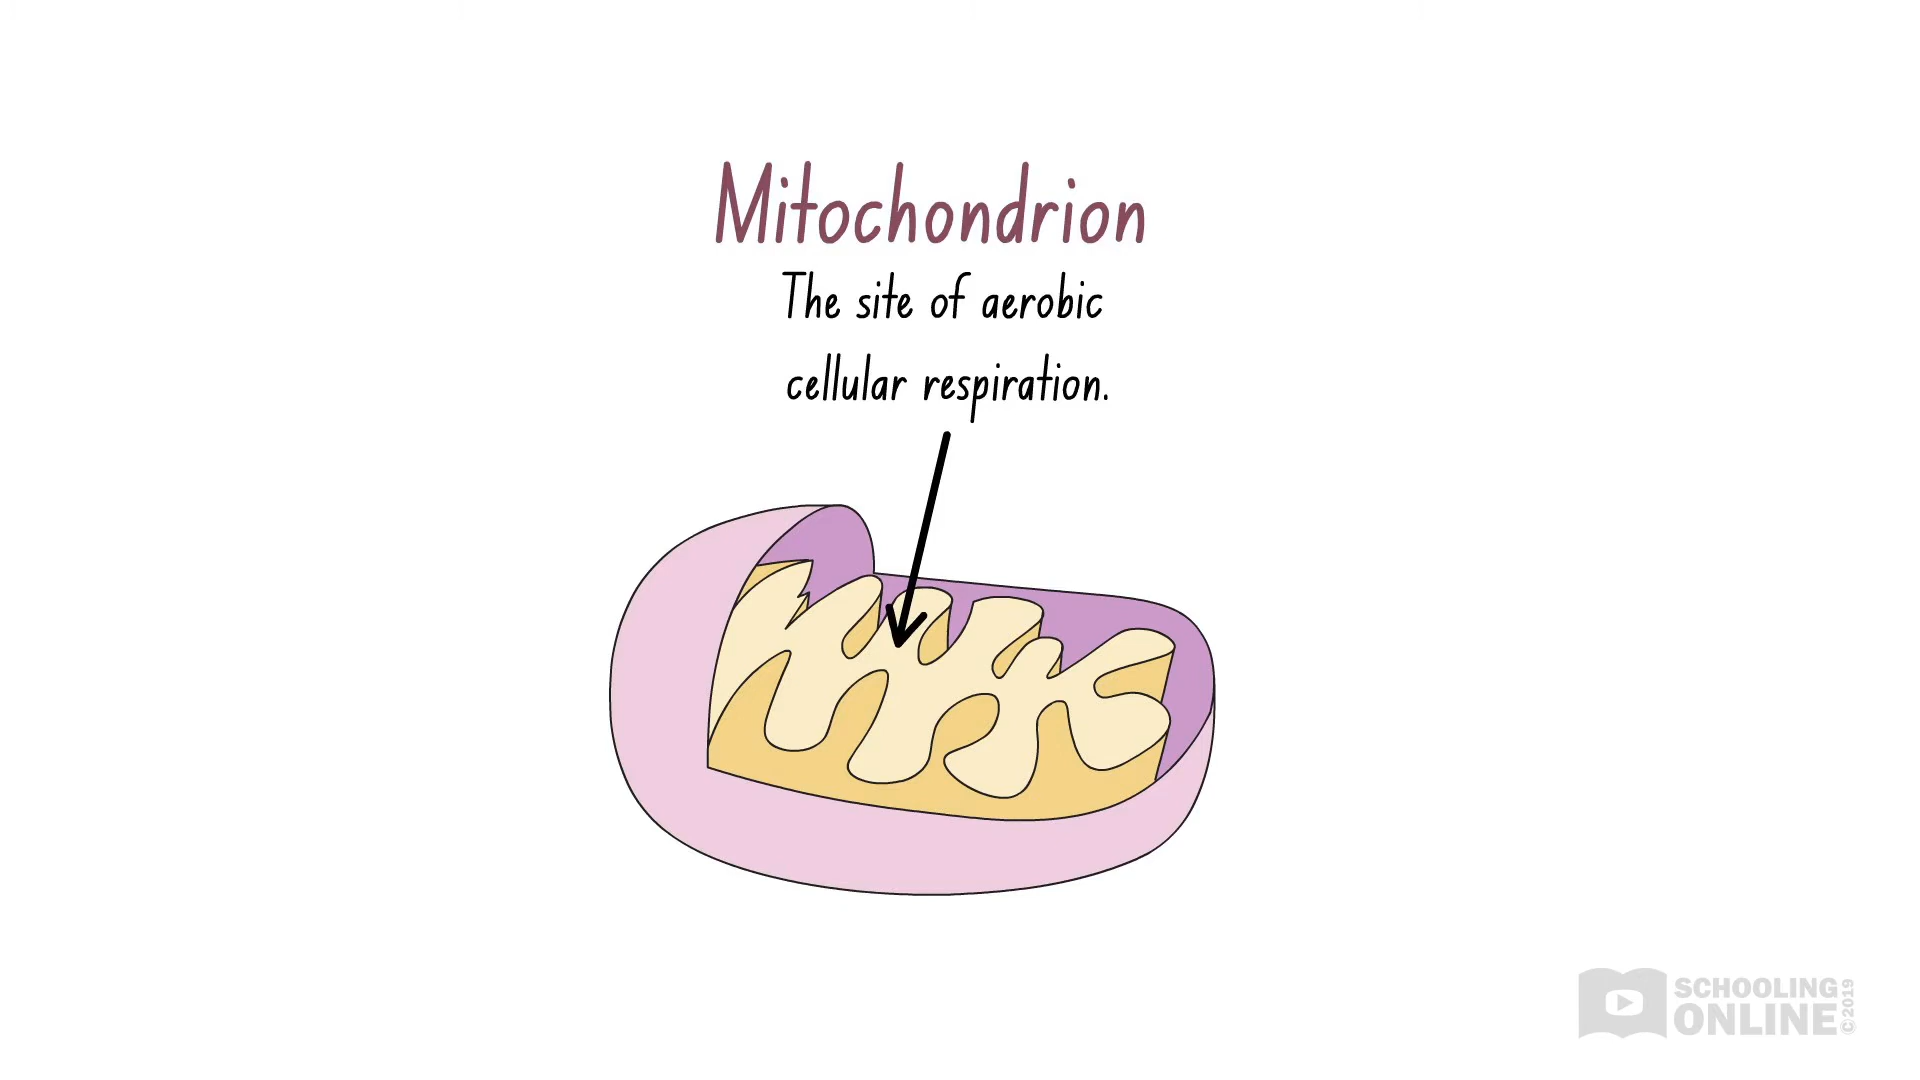 Mitochondrion
The site of aerobic
cellular respiration.
SCHOOLING
ONLINE
©2019